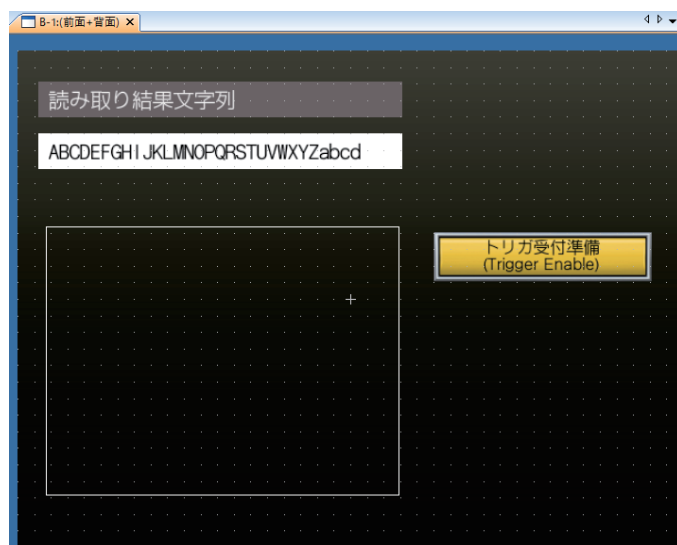 B-1:(前面+背面)
読み取り結果文字列
ABCDEFGHIJKLMNOPQRSTUVWXYZabcd
トリガ受付準備
(Trigger Enable)